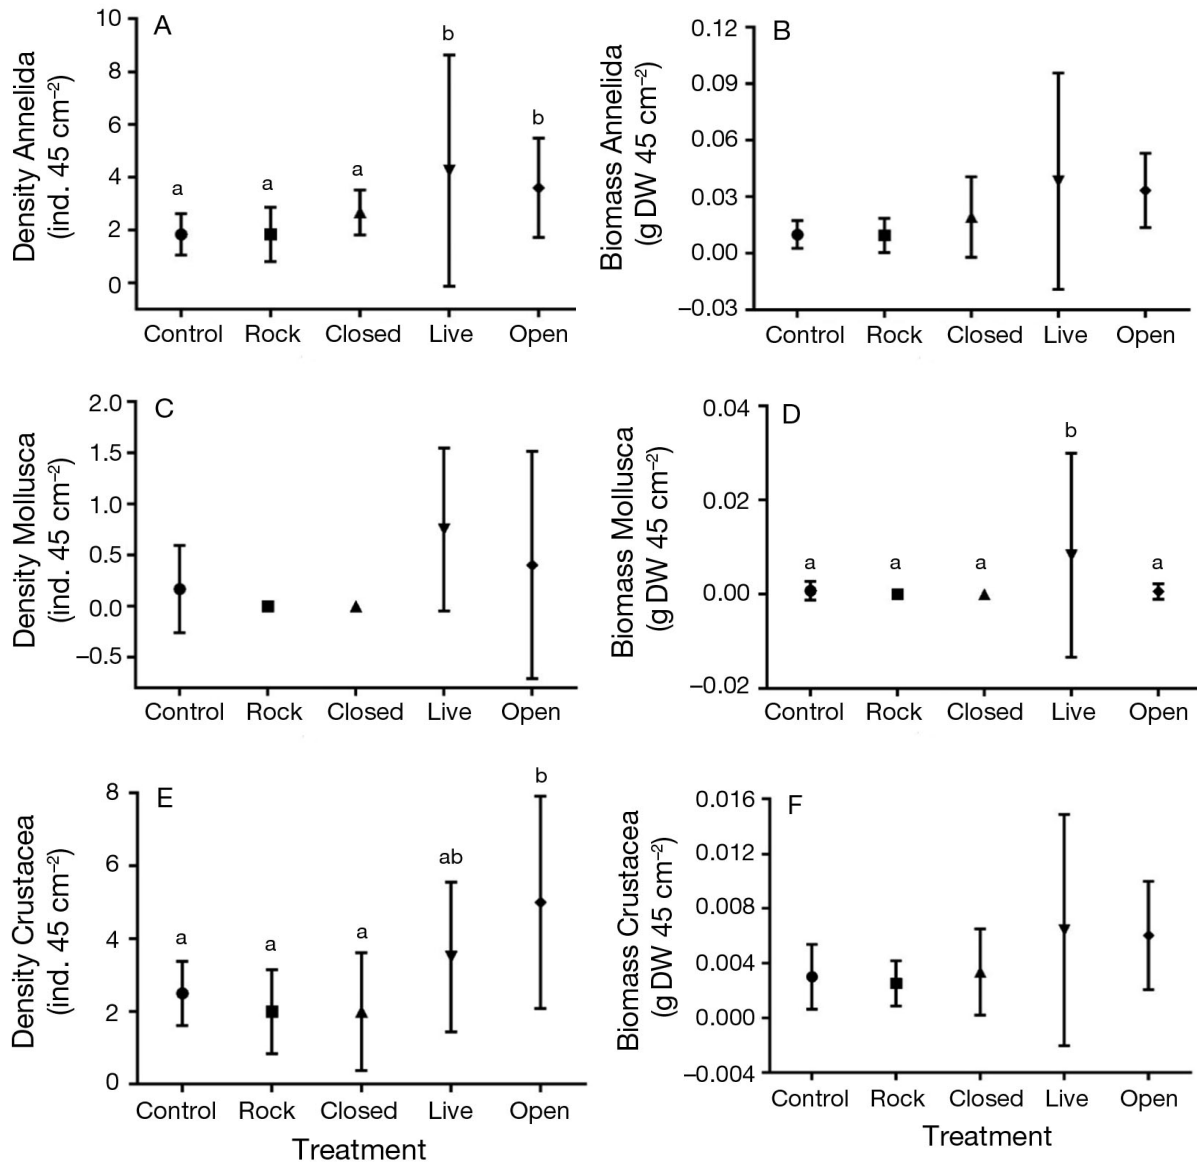 A
Density Annelida
(ind. 45 cm–2)
10
8
6
4
2
0
a
a
a
b
b
Control Rock Closed Live Open
B
Biomass Annelida
(g DW 45 cm–2)
0.12
0.09
0.06
0.03
0.00
–0.03
Control Rock Closed Live Open
C
Density Mollusca
(ind. 45 cm–2)
2.0
1.5
1.0
0.5
0.0
–0.5
Control Rock Closed Live Open
D
Biomass Mollusca
(g DW 45 cm–2)
0.04
0.02
0.00
–0.02
a
a
a
b
a
Control Rock Closed Live Open
E
Density Crustacea
(ind. 45 cm–2)
8
6
4
2
0
a
a
a
ab
b
Control Rock Closed Live Open
Treatment
F
Biomass Crustacea
(g DW 45 cm–2)
0.016
0.012
0.008
0.004
0.000
–0.004
Control Rock Closed Live Open
Treatment